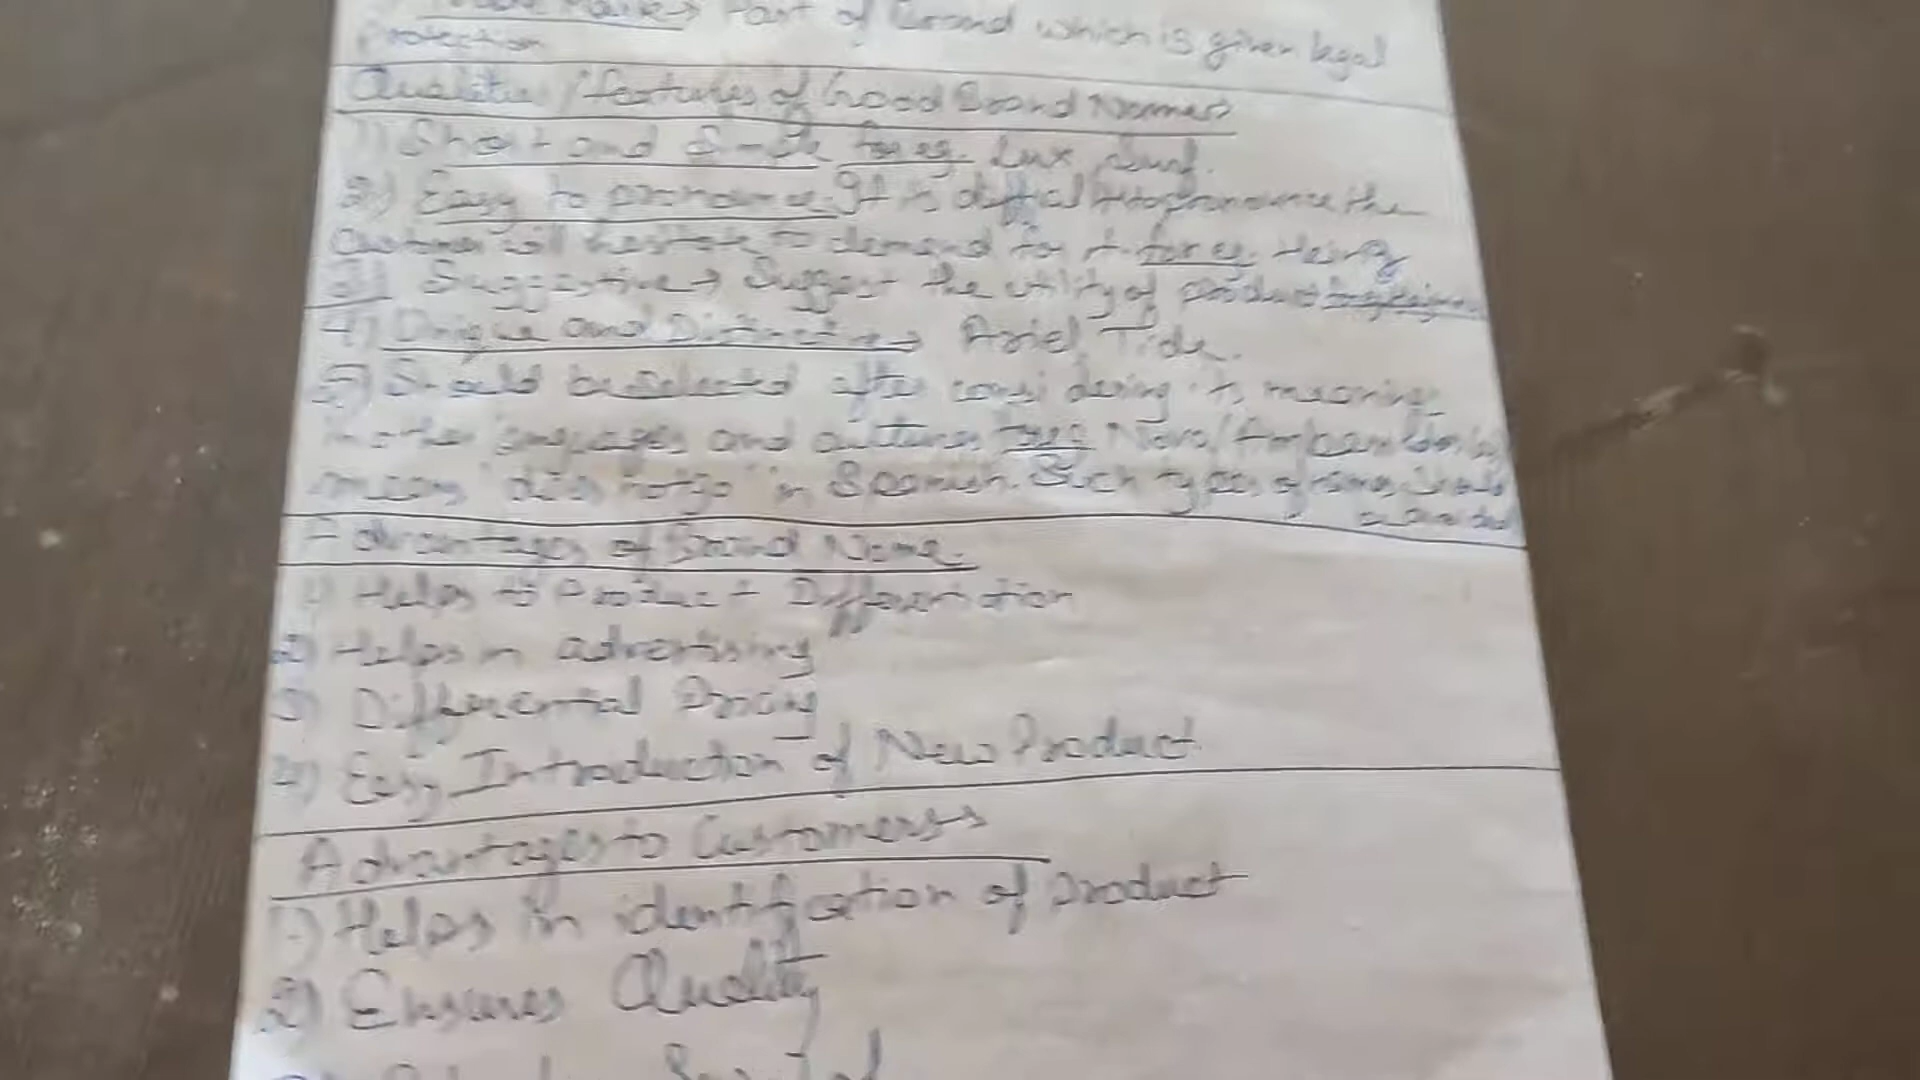 Trade Mark → Part of Brand which is given legal
Protection
Qualities/features of Good Brand Name→
1) Short and Simple for eg. Lux, Surf.
2) Easy to pronounce. If is difficult to pronounce the
Customer will hesitate to demand for it. for eg.
3) Suggestive → Suggest the utility of product
4) Unique and Distinctive → Ariel, Tide.
5) Should be selected after considering its meaning
in other languages and cultures for eg Nova
means "does not go" in Spanish. Such types of names should
be avoided
Advantages of Brand Name.
1) Helps to Product Differentiation
2) Helps in advertising
3) Differential Pricing
4) Easy Introduction of New Product
Advantages to Customers→
1) Helps in identification of product
2) Ensures Quality